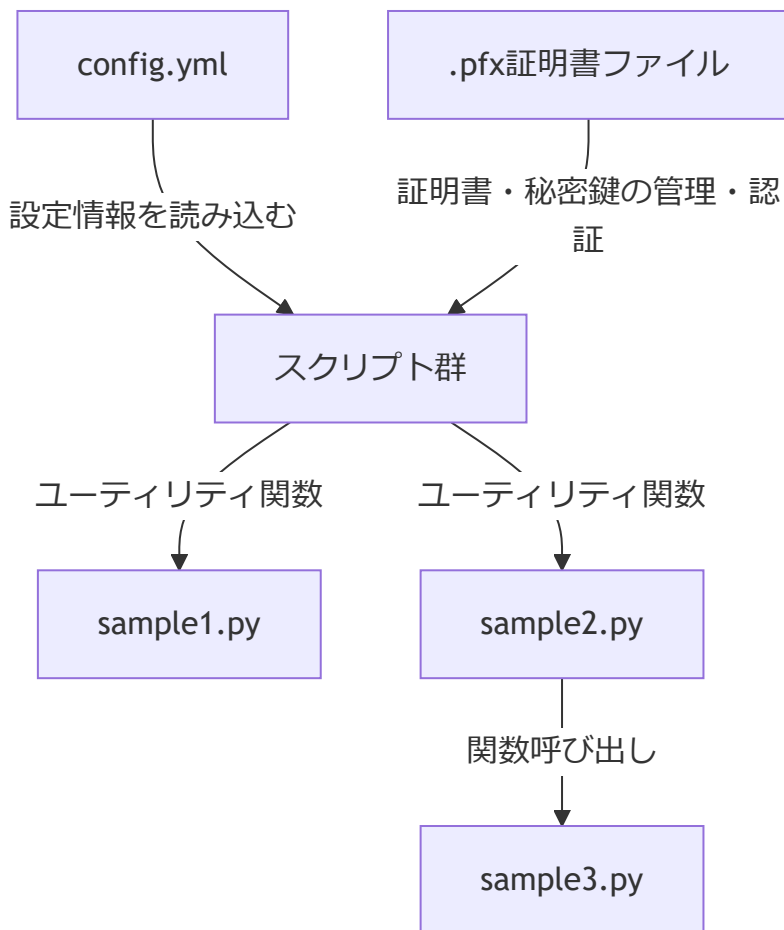 config.yml
.pfx証明書ファイル
設定情報を読み込む
証明書・秘密鍵の管理・認
証
スクリプト群
ユーティリティ関数
ユーティリティ関数
sample1.py
sample2.py
関数呼び出し
sample3.py